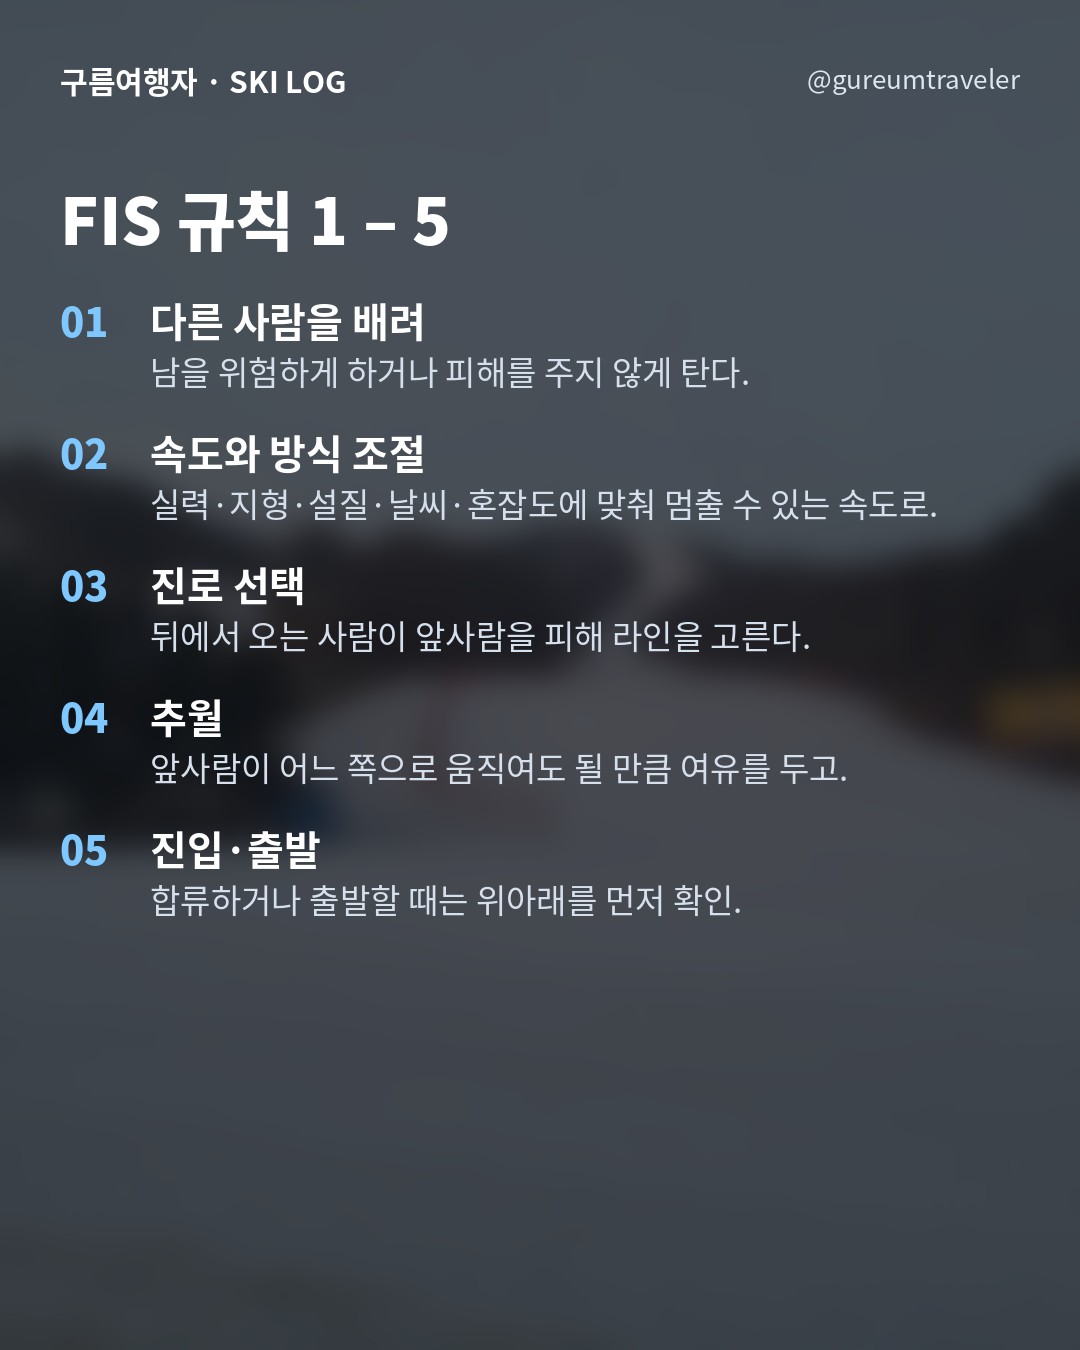 구름여행자 · SKI LOG
@gureumtraveler
FIS 규칙 1 – 5
01 다른 사람을 배려
남을 위험하게 하거나 피해를 주지 않게 탄다.
02 속도와 방식 조절
실력·지형·설질·날씨·혼잡도에 맞춰 멈출 수 있는 속도로.
03 진로 선택
뒤에서 오는 사람이 앞사람을 피해 라인을 고른다.
04 추월
앞사람이 어느 쪽으로 움직여도 될 만큼 여유를 두고.
05 진입·출발
합류하거나 출발할 때는 위아래를 먼저 확인.